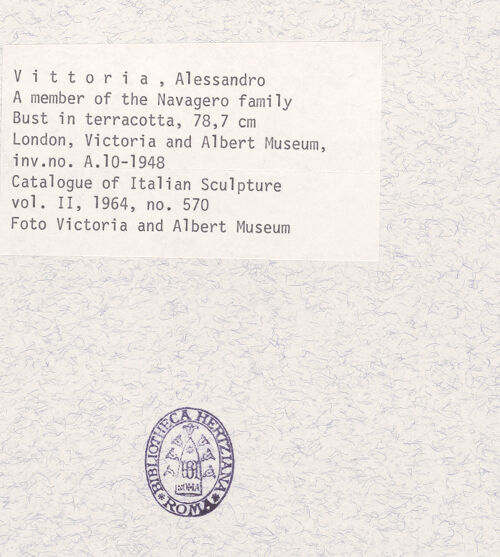 V i t t o r i a , Alessandro
A member of the Navagero family
Bust in terracotta, 78,7 cm
London, Victoria and Albert Museum,
inv.no. A.10-1948
Catalogue of Italian Sculpture
vol. II, 1964, no. 570
Foto Victoria and Albert Museum
BIBLIOTHECA HERTZIANA
* ROMA *